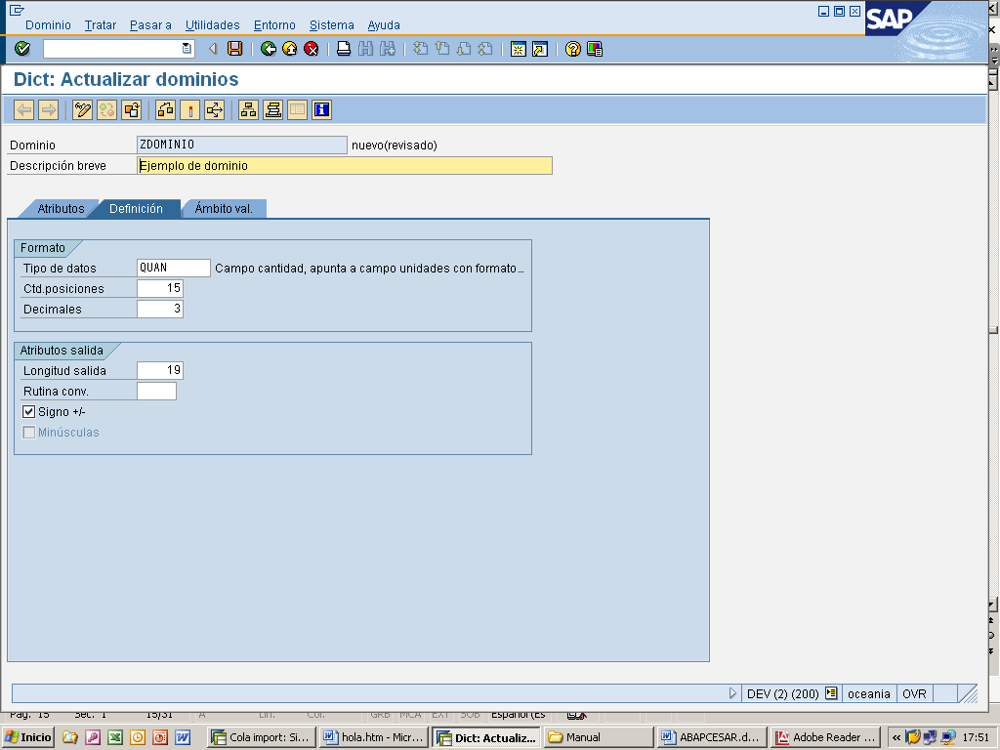 Dominio Tratar Pasar a Utilidades Entorno Sistema Ayuda
SAP
Dict: Actualizar dominios
Dominio ZDOMINIO nuevo(revisado)
Descripción breve Ejemplo de dominio
Atributos Definición Ámbito val.
Formato
Tipo de datos QUAN Campo cantidad, apunta a campo unidades con formato...
Ctd.posiciones 15
Decimales 3
Atributos salida
Longitud salida 19
Rutina conv.
Signo +/-
Minúsculas
DEV (2) (200) oceania OVR
Pág. 15 Sec. 1 15/31 A Lín. Col. GRB MCA EXT SOB Español (Es
Inicio Cola import: Si... hola.htm - Micr... Dict: Actualiz... Manual ABAPCESAR.d... Adobe Reader ... « 17:51